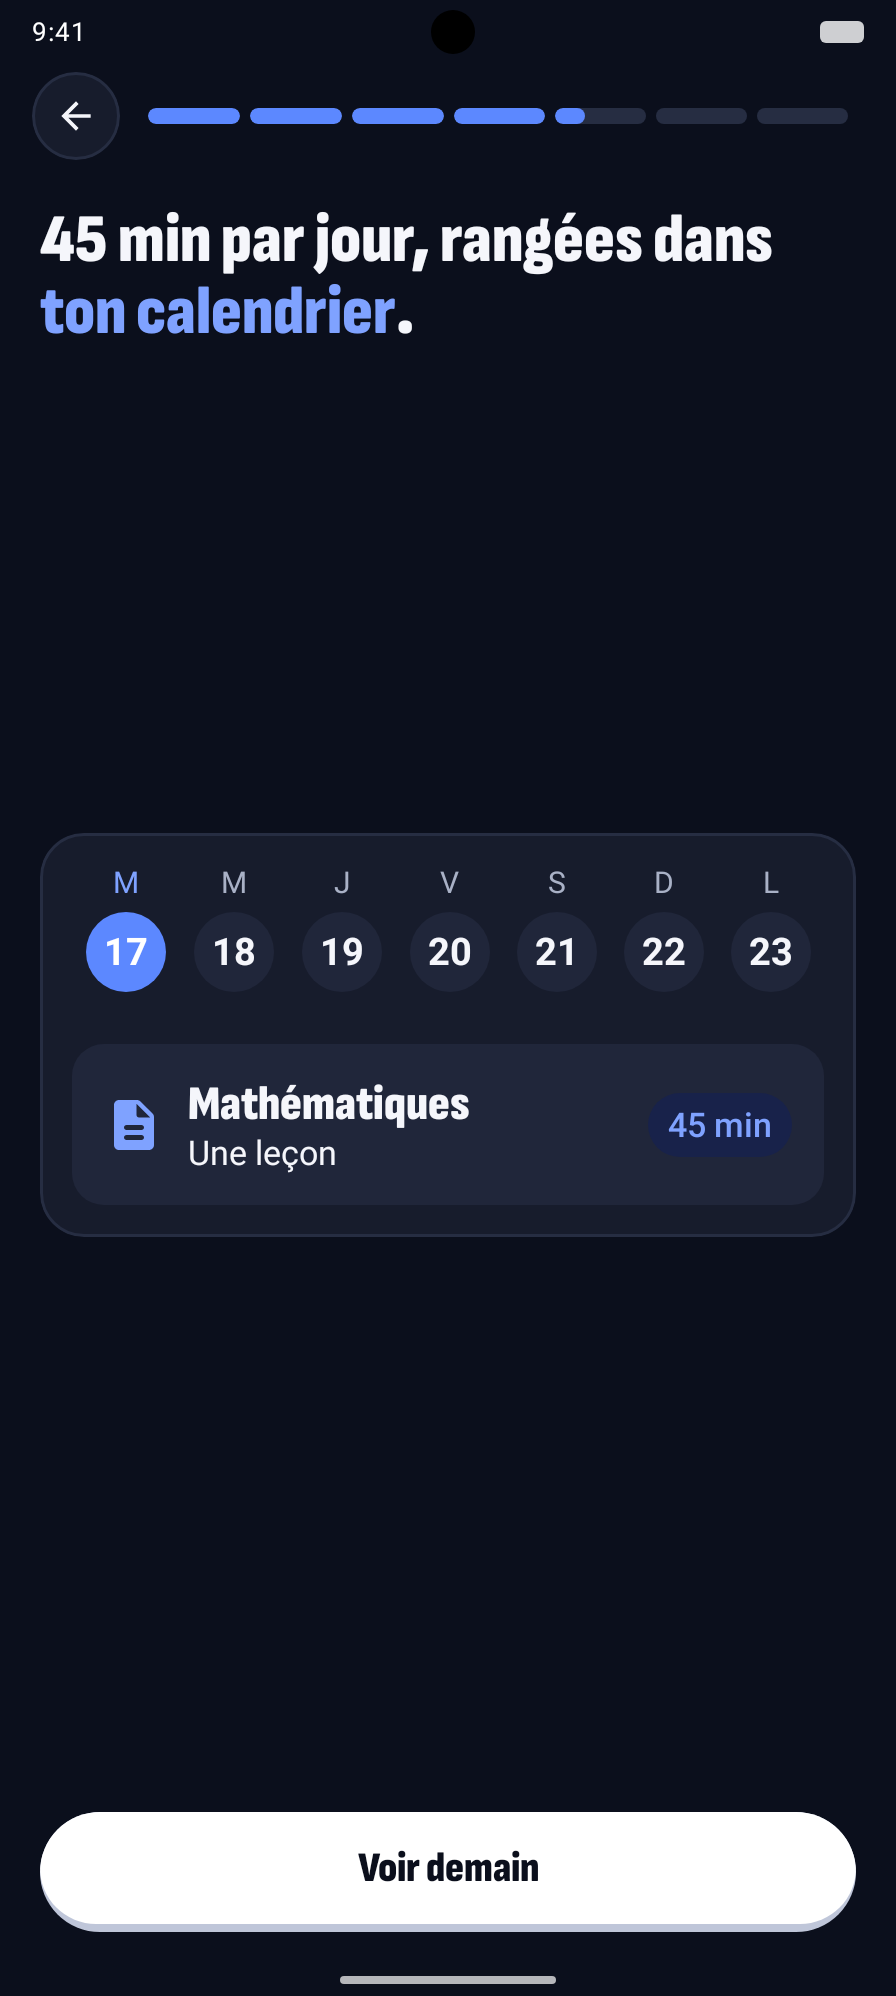 9:41
45 min par jour, rangées dans
ton calendrier.
M M J V S D L
17 18 19 20 21 22 23
Mathématiques
Une leçon
45 min
Voir demain